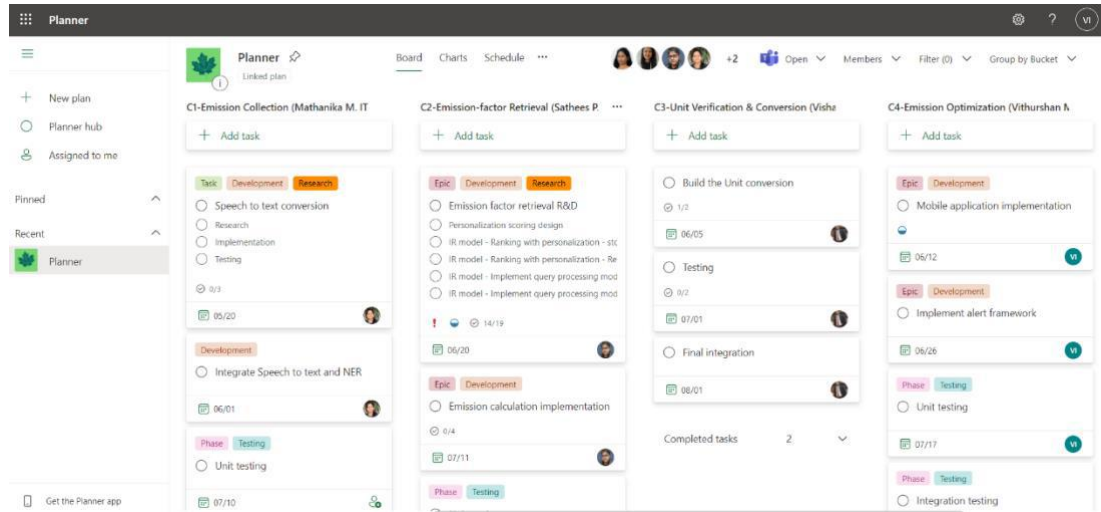 Planner
?
VI
New plan
Planner hub
Assigned to me
Pinned
Recent
Planner
Get the Planner app
Planner
Linked plan
Board Charts Schedule ...
+2
Open Members Filter (0) Group by Bucket
C1-Emission Collection (Mathanika M. IT
+ Add task
Task Development Research
Speech to text conversion
Research
Implementation
Testing
0/3
05/20
Development
Integrate Speech to text and NER
06/01
Phase Testing
Unit testing
07/10
C2-Emission-factor Retrieval (Sathees P. ...
+ Add task
Epic Development Research
Emission factor retrieval R&D
Personalization scoring design
IR model - Ranking with personalization - stc
IR model - Ranking with personalization - Re
IR model - Implement query processing mod
IR model - Implement query processing mod
! 14/19
06/20
Epic Development
Emission calculation implementation
0/4
07/11
Phase Testing
C3-Unit Verification & Conversion (Visha
+ Add task
Build the Unit conversion
1/2
06/05
Testing
0/2
07/01
Final integration
08/01
Completed tasks 2
C4-Emission Optimization (Vithurshan M
+ Add task
Epic Development
Mobile application implementation
06/12 VI
Epic Development
Implement alert framework
06/26 VI
Phase Testing
Unit testing
07/17 VI
Phase Testing
Integration testing